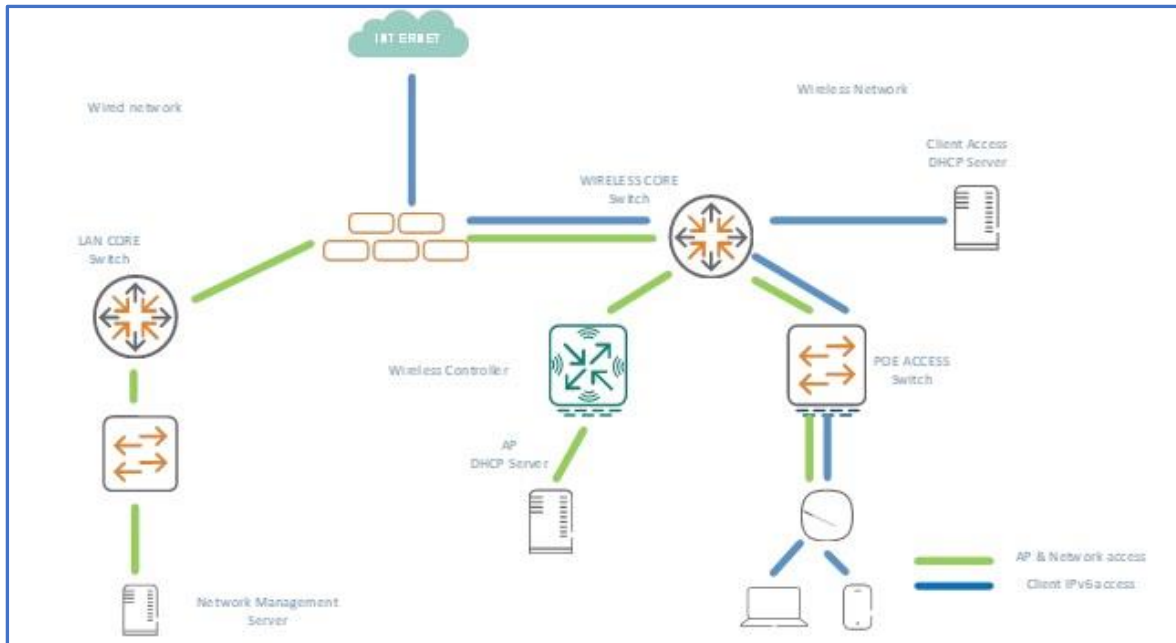 INTERNET
Wired network
Wireless Network
Client Access
DHCP Server
WIRELESS CORE
Switch
LAN CORE
Switch
Wireless Controller
POE ACCESS
Switch
AP
DHCP Server
AP & Network access
Client IPv6 access
Network Management
Server